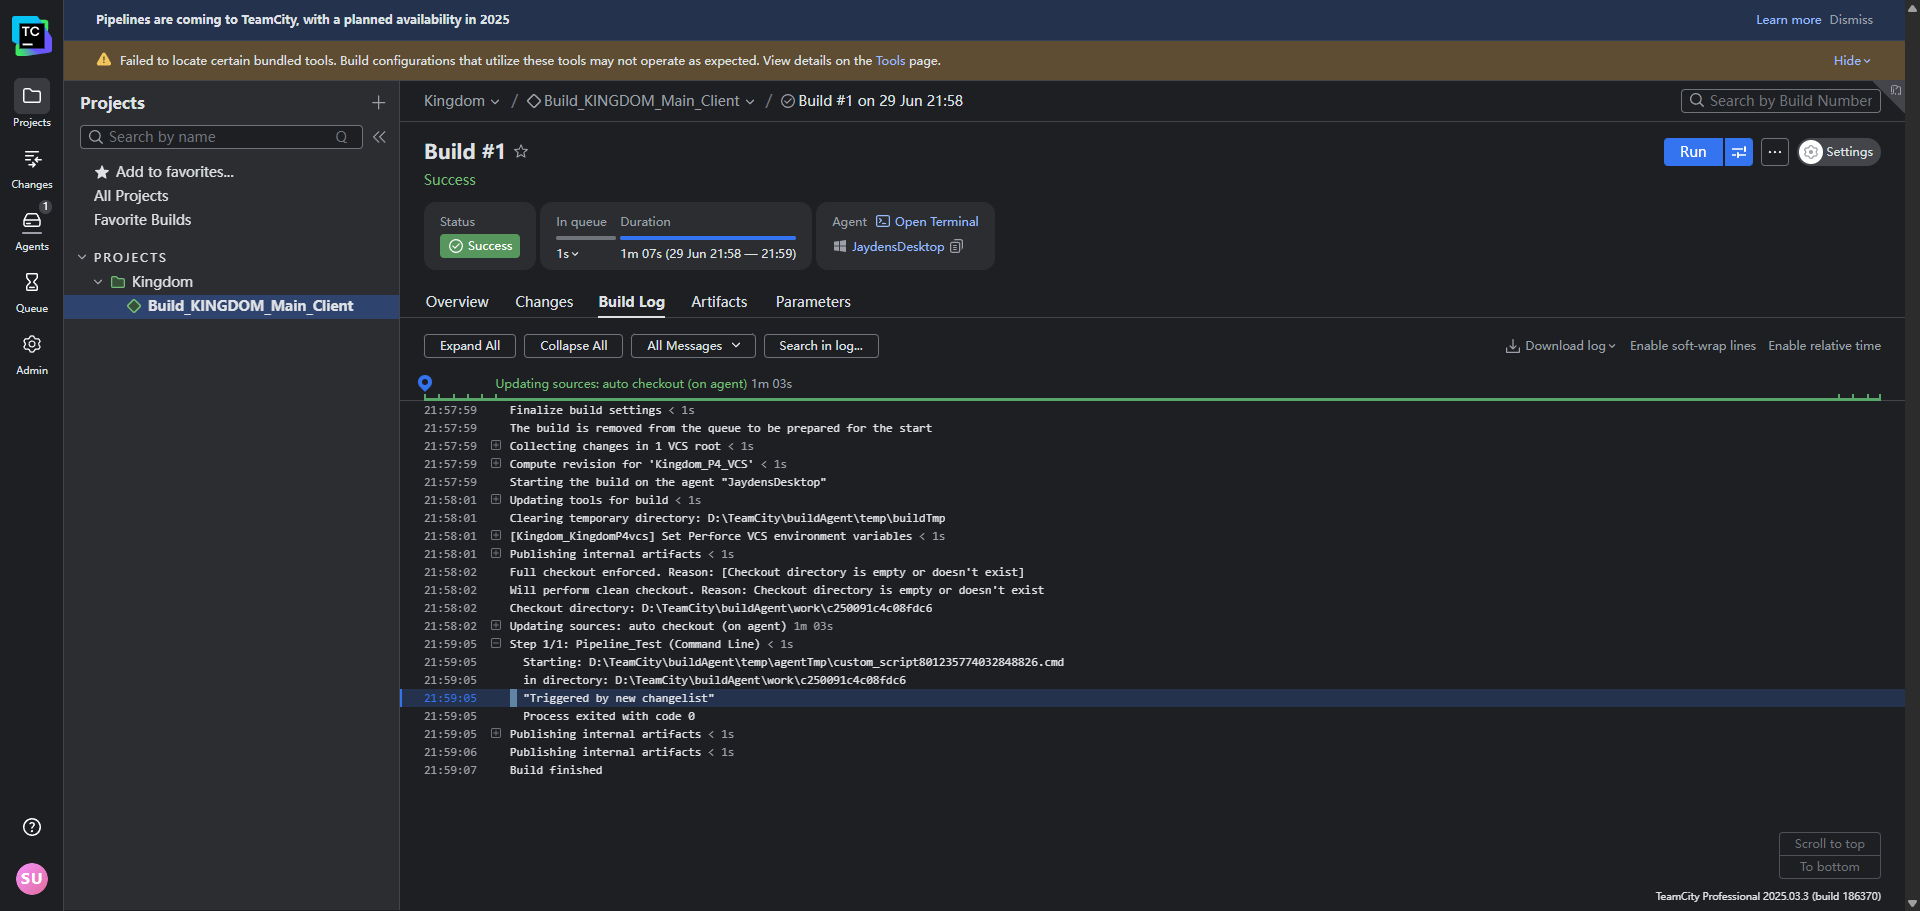 Pipelines are coming to TeamCity, with a planned availability in 2025
Learn more Dismiss
Failed to locate certain bundled tools. Build configurations that utilize these tools may not operate as expected. View details on the Tools page.
Hide
TC
Projects
Changes
1
Agents
Queue
Admin
SU
Projects
Search by name Q
Add to favorites...
All Projects
Favorite Builds
PROJECTS
Kingdom
Build_KINGDOM_Main_Client
Kingdom / Build_KINGDOM_Main_Client / Build #1 on 29 Jun 21:58
Search by Build Number
Build #1
Success
Run
Settings
Status
Success
In queue
1s
Duration
1m 07s (29 Jun 21:58 — 21:59)
Agent Open Terminal
JaydensDesktop
Overview Changes Build Log Artifacts Parameters
Expand All Collapse All All Messages Search in log...
Download log Enable soft-wrap lines Enable relative time
Updating sources: auto checkout (on agent) 1m 03s
21:57:59 Finalize build settings < 1s
21:57:59 The build is removed from the queue to be prepared for the start
21:57:59 Collecting changes in 1 VCS root < 1s
21:57:59 Compute revision for 'Kingdom_P4_VCS' < 1s
21:57:59 Starting the build on the agent "JaydensDesktop"
21:58:01 Updating tools for build < 1s
21:58:01 Clearing temporary directory: D:\TeamCity\buildAgent\temp\buildTmp
21:58:01 [Kingdom_KingdomP4vcs] Set Perforce VCS environment variables < 1s
21:58:01 Publishing internal artifacts < 1s
21:58:02 Full checkout enforced. Reason: [Checkout directory is empty or doesn't exist]
21:58:02 Will perform clean checkout. Reason: Checkout directory is empty or doesn't exist
21:58:02 Checkout directory: D:\TeamCity\buildAgent\work\c250091c4c08fdc6
21:58:02 Updating sources: auto checkout (on agent) 1m 03s
21:59:05 Step 1/1: Pipeline_Test (Command Line) < 1s
21:59:05 Starting: D:\TeamCity\buildAgent\temp\agentTmp\custom_script801235774032848826.cmd
21:59:05 in directory: D:\TeamCity\buildAgent\work\c250091c4c08fdc6
21:59:05 "Triggered by new changelist"
21:59:05 Process exited with code 0
21:59:05 Publishing internal artifacts < 1s
21:59:06 Publishing internal artifacts < 1s
21:59:07 Build finished
Scroll to top
To bottom
TeamCity Professional 2025.03.3 (build 186370)